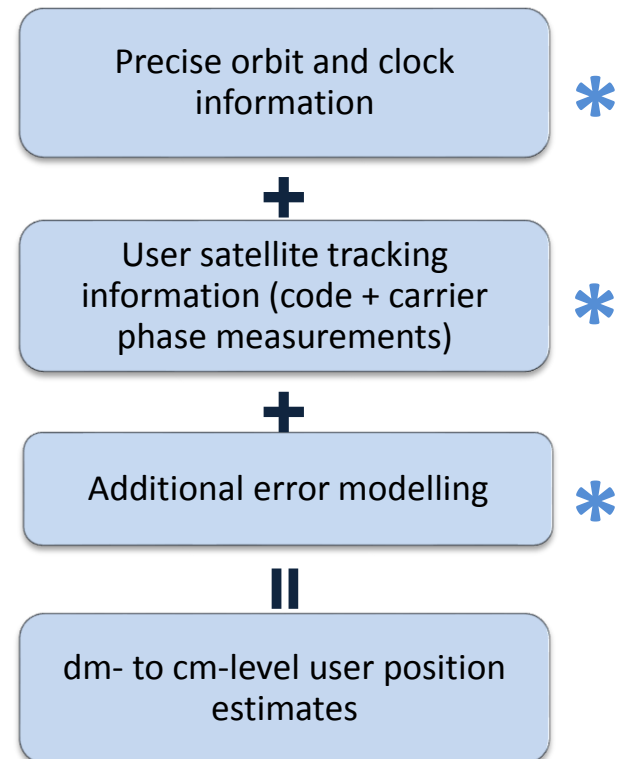 Precise orbit and clock
information
*
+
User satellite tracking
information (code + carrier
phase measurements)
*
+
Additional error modelling
*
=
dm- to cm-level user position
estimates